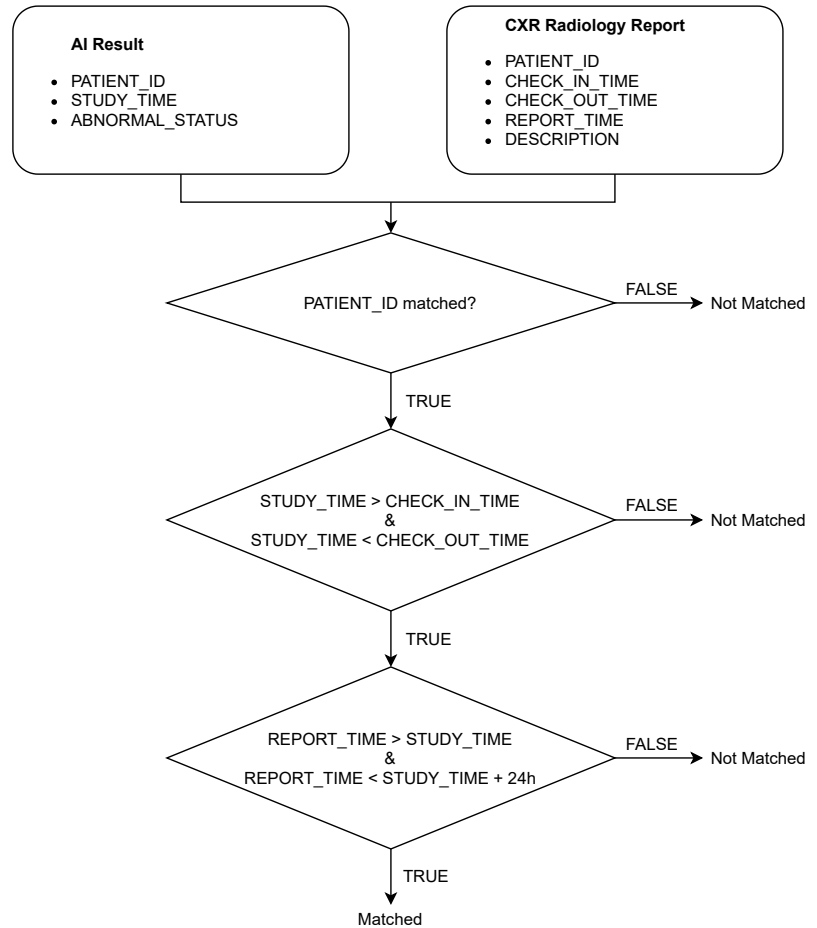 AI Result
• PATIENT_ID
• STUDY_TIME
• ABNORMAL_STATUS
CXR Radiology Report
• PATIENT_ID
• CHECK_IN_TIME
• CHECK_OUT_TIME
• REPORT_TIME
• DESCRIPTION
PATIENT_ID matched?
FALSE
Not Matched
TRUE
STUDY_TIME > CHECK_IN_TIME
&
STUDY_TIME < CHECK_OUT_TIME
FALSE
Not Matched
TRUE
REPORT_TIME > STUDY_TIME
&
REPORT_TIME < STUDY_TIME + 24h
FALSE
Not Matched
TRUE
Matched